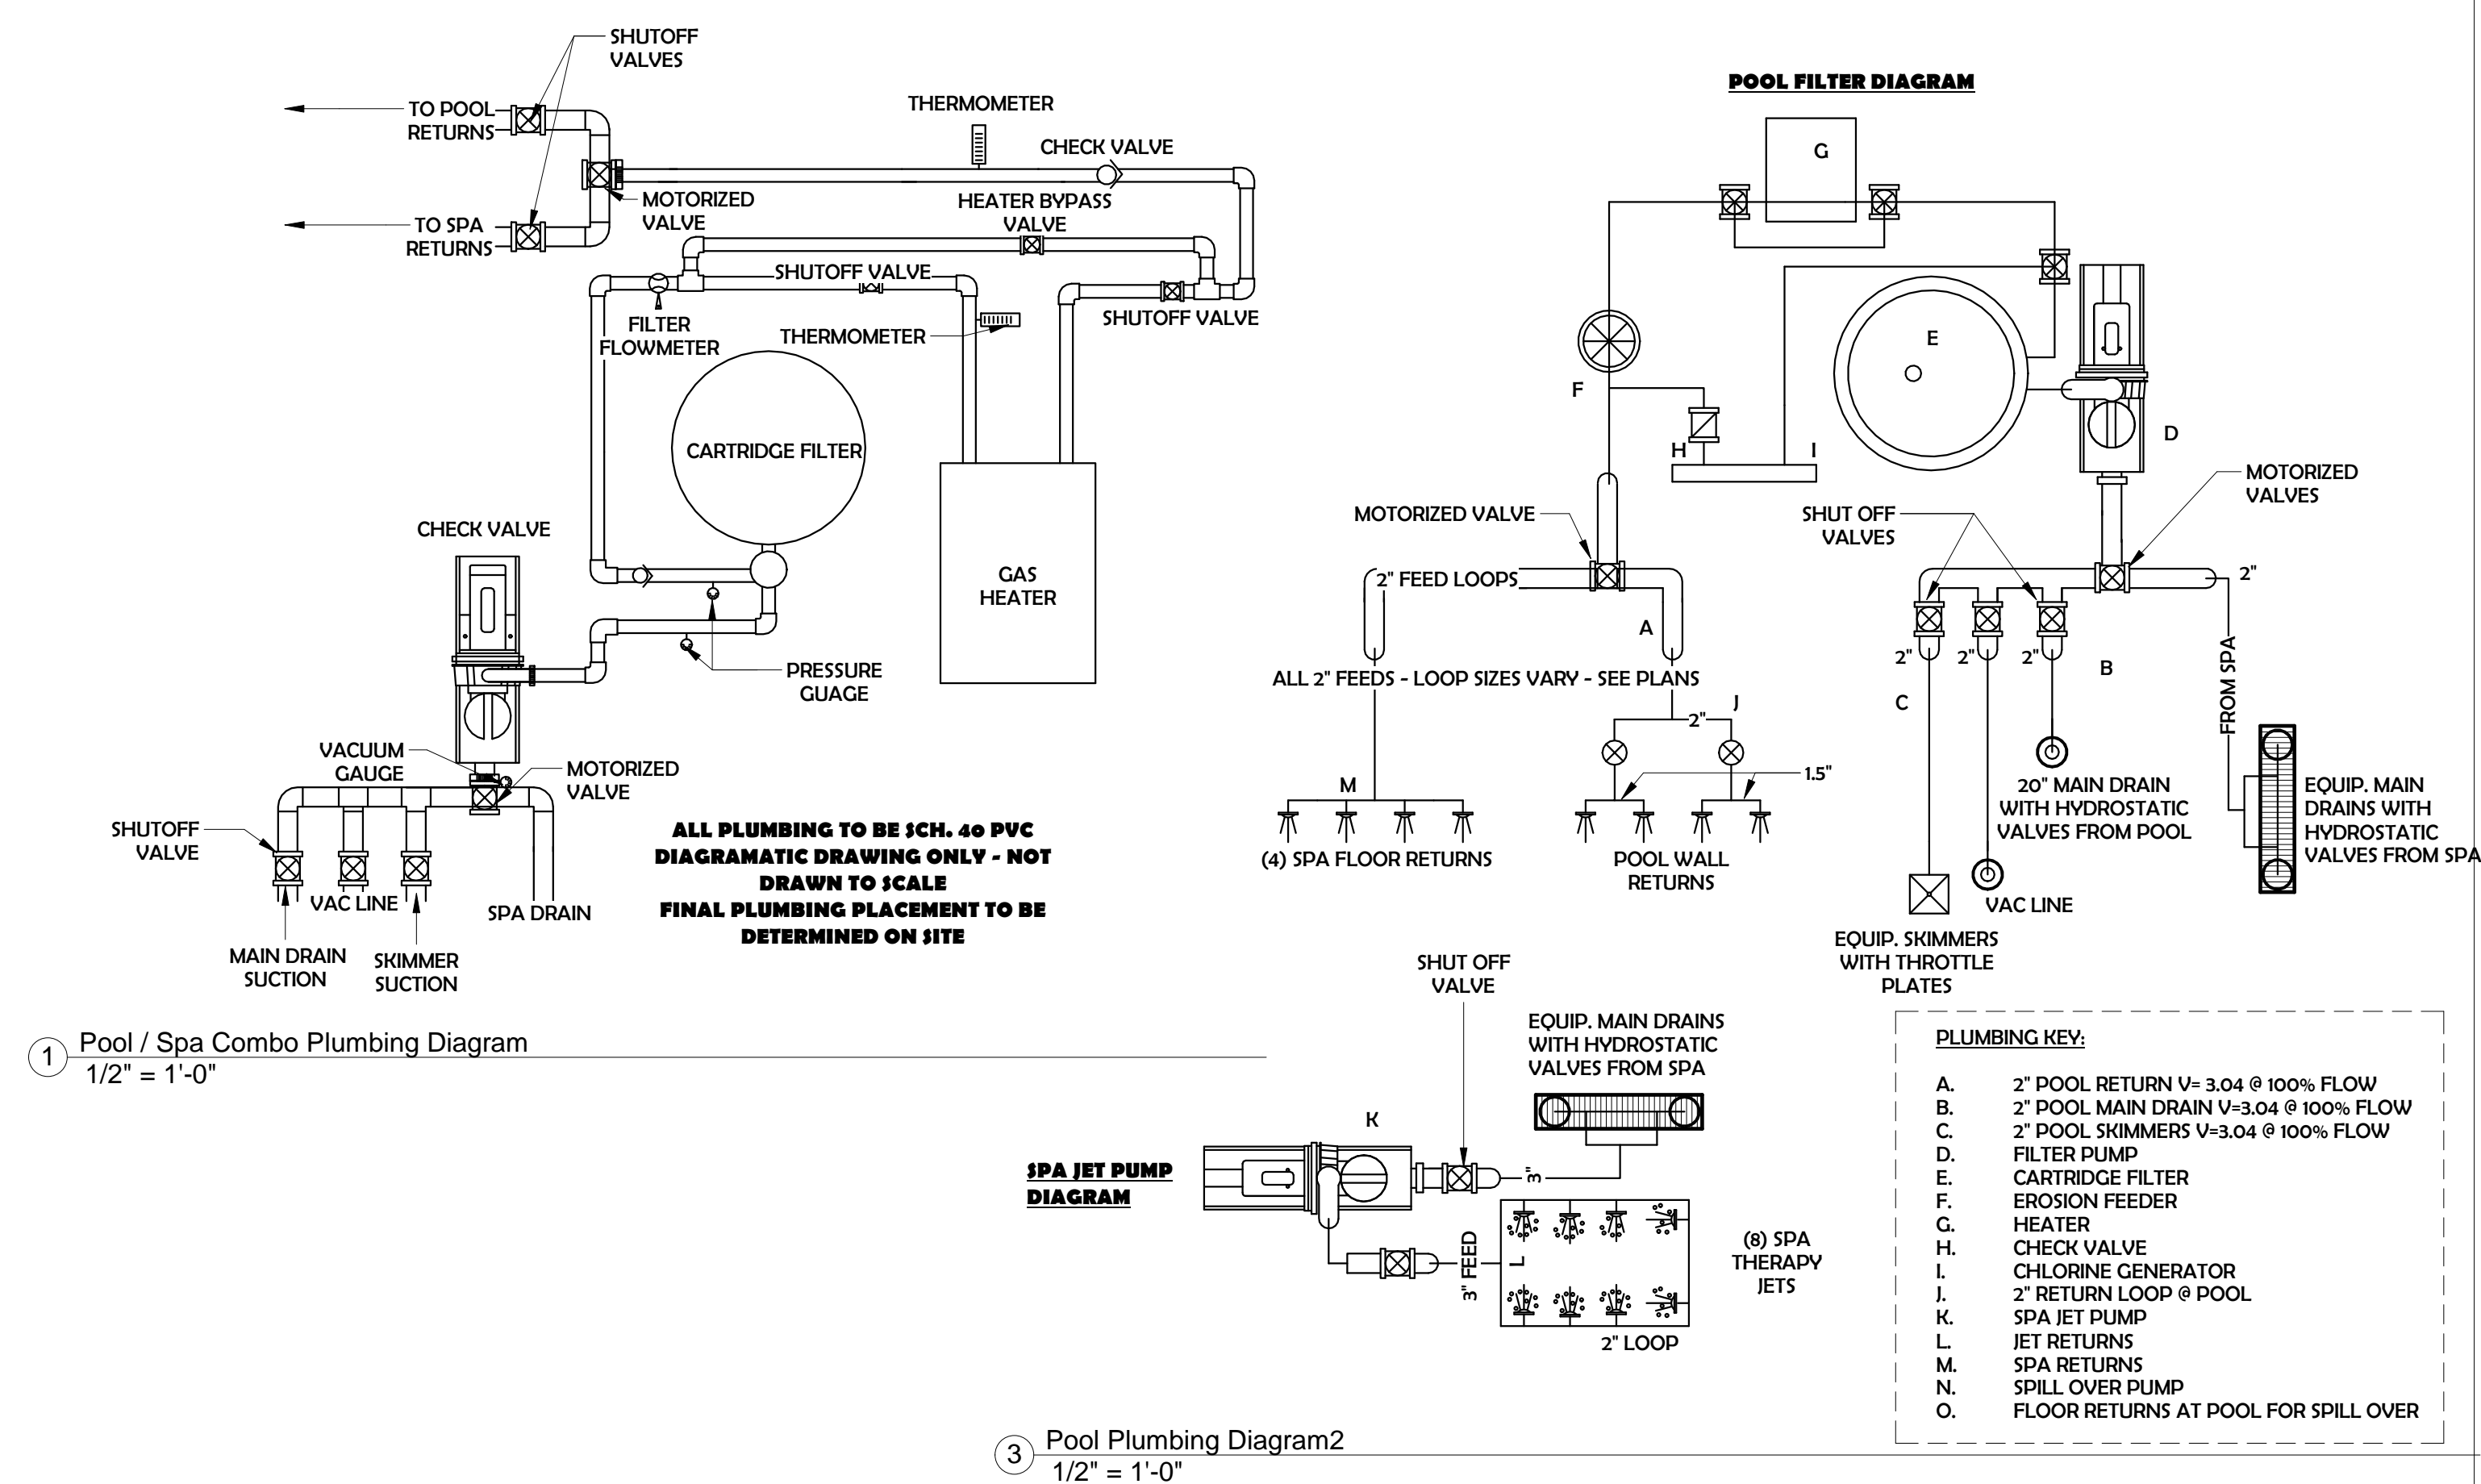 SHUTOFF
VALVES
TO POOL
RETURNS
THERMOMETER
CHECK VALVE
MOTORIZED
VALVE
HEATER BYPASS
VALVE
TO SPA
RETURNS
SHUTOFF VALVE
FILTER
FLOWMETER
THERMOMETER
SHUTOFF VALVE
CARTRIDGE FILTER
CHECK VALVE
GAS
HEATER
PRESSURE
GUAGE
VACUUM
GAUGE
MOTORIZED
VALVE
SHUTOFF
VALVE
VAC LINE
SPA DRAIN
MAIN DRAIN
SUCTION
SKIMMER
SUCTION
ALL PLUMBING TO BE SCH. 40 PVC
DIAGRAMATIC DRAWING ONLY - NOT
DRAWN TO SCALE
FINAL PLUMBING PLACEMENT TO BE
DETERMINED ON SITE
1
Pool / Spa Combo Plumbing Diagram
1/2" = 1'-0"
POOL FILTER DIAGRAM
G
E
F
D
H
I
MOTORIZED VALVE
SHUT OFF
VALVES
MOTORIZED
VALVES
2" FEED LOOPS
2"
A
2"
2"
2"
B
FROM SPA
ALL 2" FEEDS - LOOP SIZES VARY - SEE PLANS
C
J
2"
1.5"
M
20" MAIN DRAIN
WITH HYDROSTATIC
VALVES FROM POOL
EQUIP. MAIN
DRAINS WITH
HYDROSTATIC
VALVES FROM SPA
(4) SPA FLOOR RETURNS
POOL WALL
RETURNS
VAC LINE
EQUIP. SKIMMERS
WITH THROTTLE
PLATES
SHUT OFF
VALVE
EQUIP. MAIN DRAINS
WITH HYDROSTATIC
VALVES FROM SPA
K
SPA JET PUMP
DIAGRAM
3"
3" FEED
L
(8) SPA
THERAPY
JETS
2" LOOP
PLUMBING KEY:
A. 2" POOL RETURN V= 3.04 @ 100% FLOW
B. 2" POOL MAIN DRAIN V=3.04 @ 100% FLOW
C. 2" POOL SKIMMERS V=3.04 @ 100% FLOW
D. FILTER PUMP
E. CARTRIDGE FILTER
F. EROSION FEEDER
G. HEATER
H. CHECK VALVE
I. CHLORINE GENERATOR
J. 2" RETURN LOOP @ POOL
K. SPA JET PUMP
L. JET RETURNS
M. SPA RETURNS
N. SPILL OVER PUMP
O. FLOOR RETURNS AT POOL FOR SPILL OVER
3
Pool Plumbing Diagram2
1/2" = 1'-0"